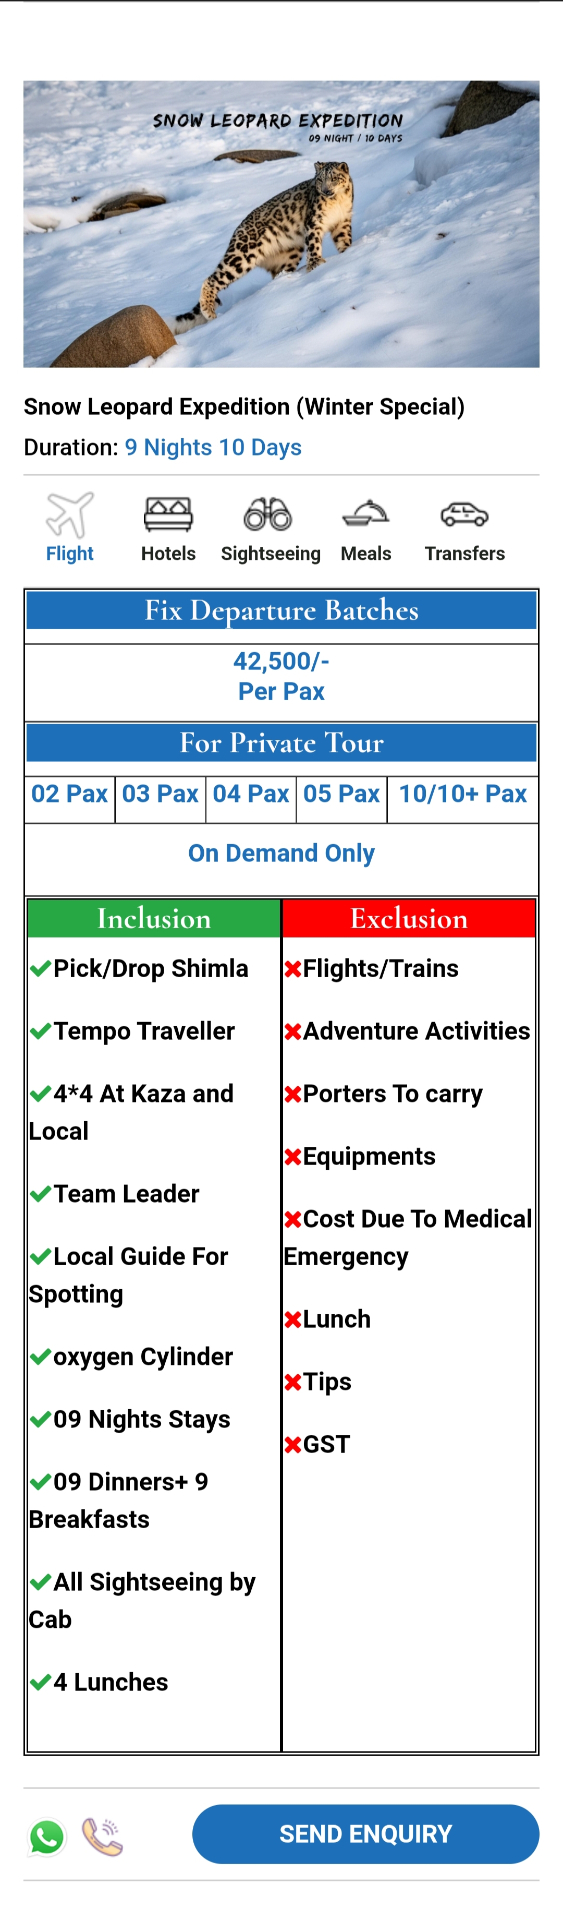 SNOW LEOPARD EXPEDITION
09 NIGHT / 10 DAYS
Snow Leopard Expedition (Winter Special)
Duration: 9 Nights 10 Days
Flight Hotels Sightseeing Meals Transfers
Fix Departure Batches
42,500/-
Per Pax
For Private Tour
02 Pax 03 Pax 04 Pax 05 Pax 10/10+ Pax
On Demand Only
Inclusion
Pick/Drop Shimla
Tempo Traveller
4*4 At Kaza and
Local
Team Leader
Local Guide For
Spotting
oxygen Cylinder
09 Nights Stays
09 Dinners+ 9
Breakfasts
All Sightseeing by
Cab
4 Lunches
Exclusion
Flights/Trains
Adventure Activities
Porters To carry
Equipments
Cost Due To Medical
Emergency
Lunch
Tips
GST
SEND ENQUIRY